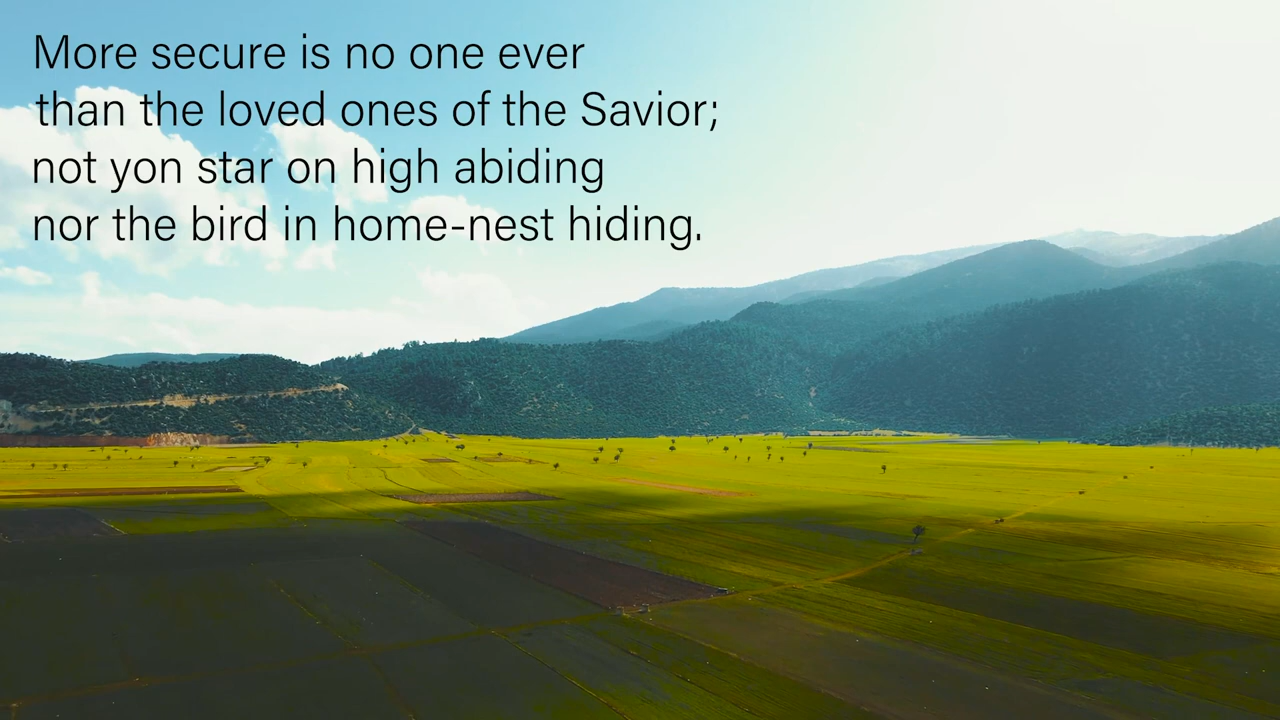 More secure is no one ever
than the loved ones of the Savior;
not yon star on high abiding
nor the bird in home-nest hiding.